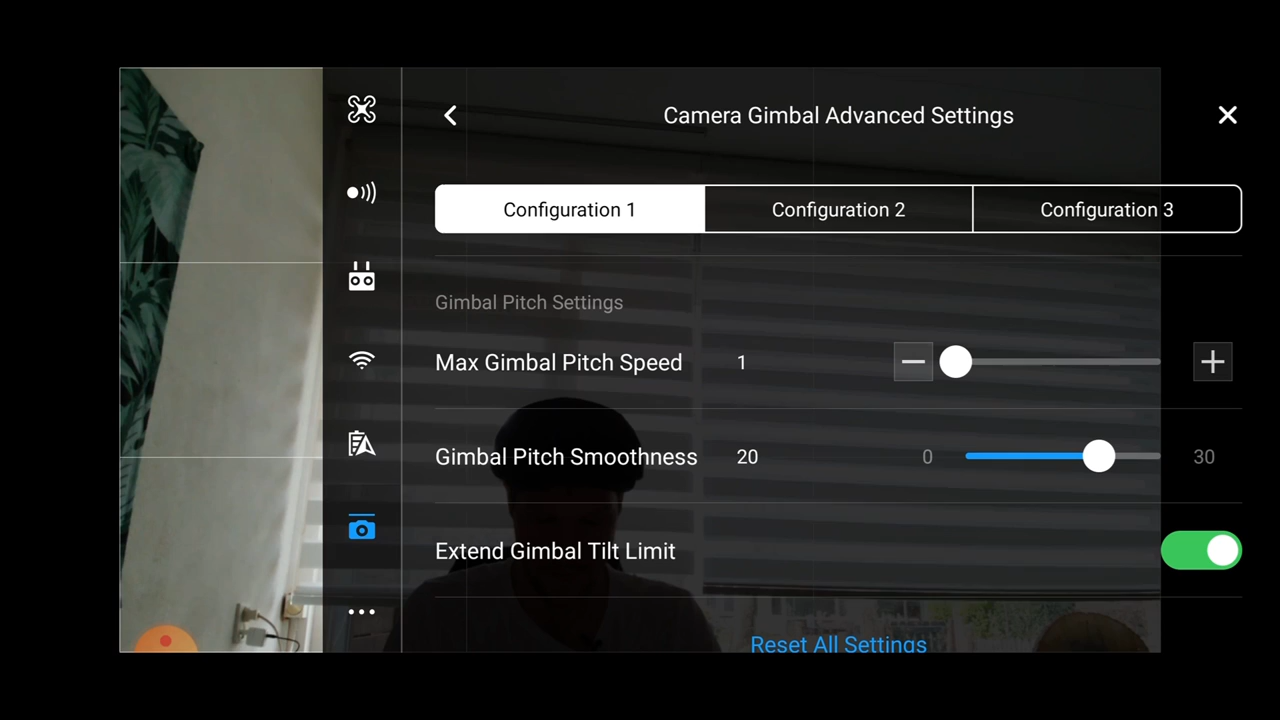 Camera Gimbal Advanced Settings
Configuration 1 Configuration 2 Configuration 3
Gimbal Pitch Settings
Max Gimbal Pitch Speed 1
Gimbal Pitch Smoothness 20 0 30
Extend Gimbal Tilt Limit
Reset All Settings